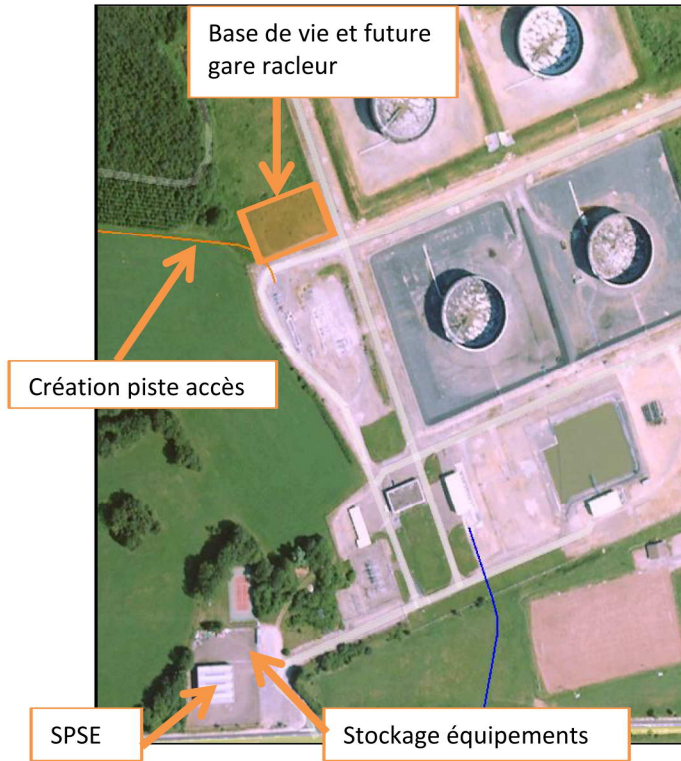 Base de vie et future
gare racleur
Création piste accès
SPSE
Stockage équipements